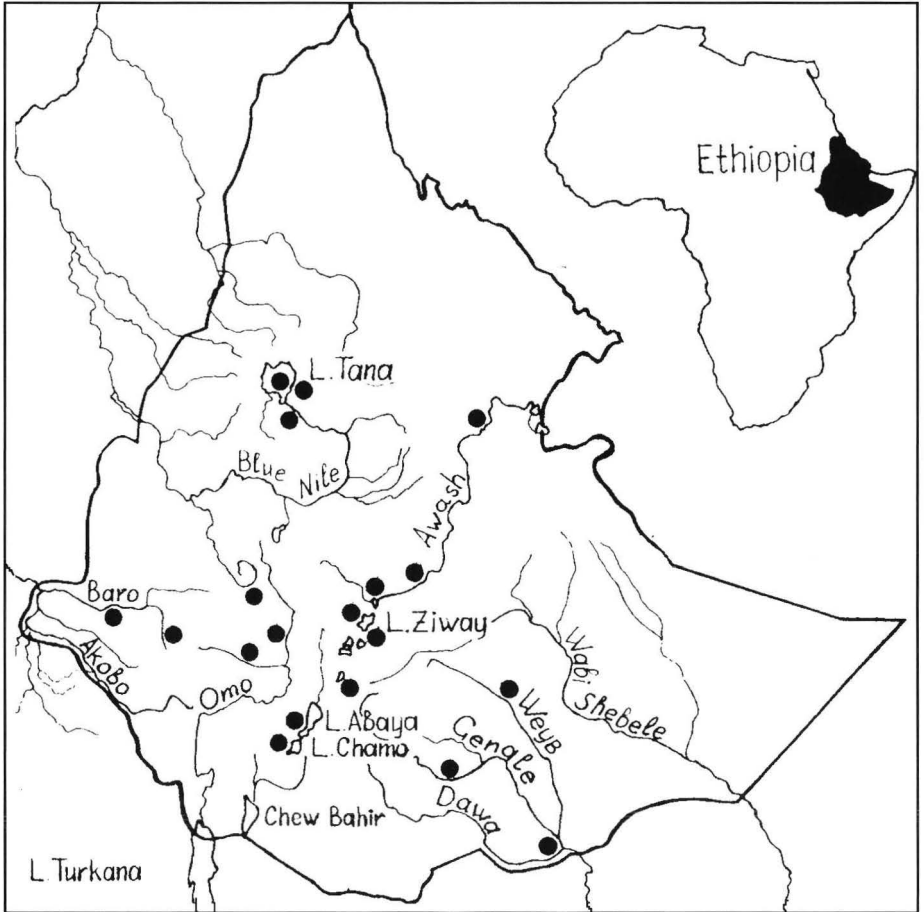 Ethiopia
L. Tana
Blue Nile
Awash
Baro
L. Ziway
Akobo
Omo
Wabi Shebele
Weyb
L. Abaya
Genale
L. Chamo
Dawa
Chew Bahir
L. Turkana